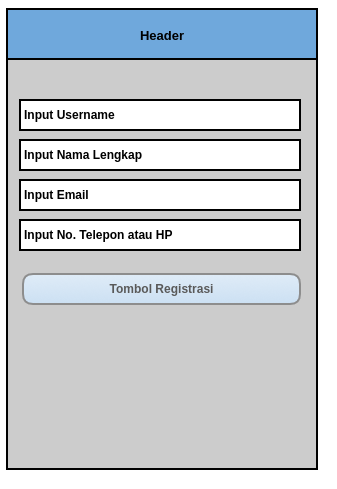 Header
Input Username
Input Nama Lengkap
Input Email
Input No. Telepon atau HP
Tombol Registrasi